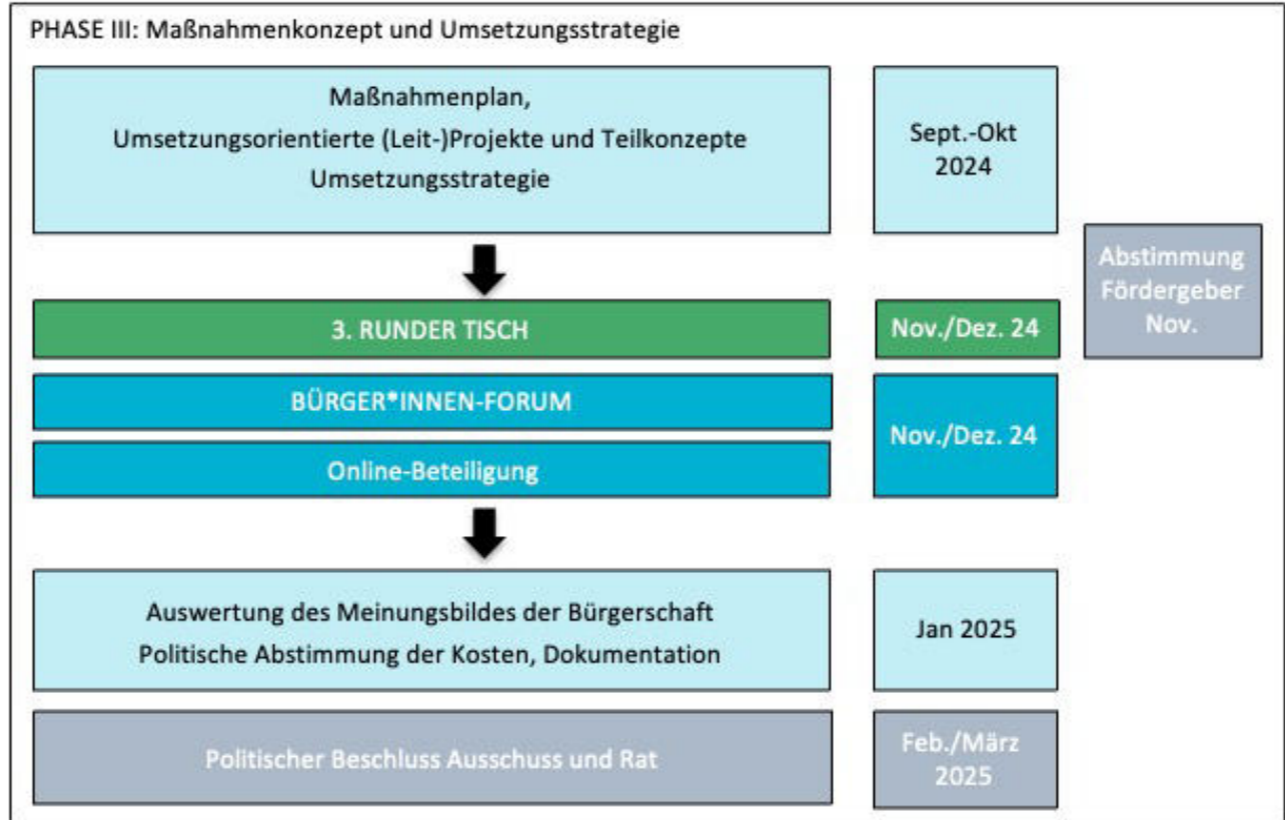 PHASE III: Maßnahmenkonzept und Umsetzungsstrategie
Maßnahmenplan,
Umsetzungsorientierte (Leit-)Projekte und Teilkonzepte
Umsetzungsstrategie
Sept.-Okt
2024
Abstimmung
Fördergeber
Nov.
3. RUNDER TISCH
Nov./Dez. 24
BÜRGER*INNEN-FORUM
Nov./Dez. 24
Online-Beteiligung
Auswertung des Meinungsbildes der Bürgerschaft
Politische Abstimmung der Kosten, Dokumentation
Jan 2025
Politischer Beschluss Ausschuss und Rat
Feb./März
2025